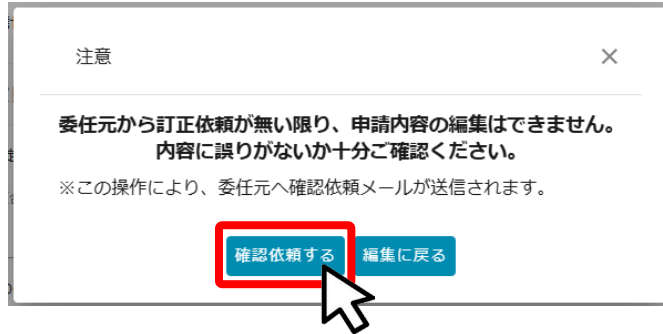 注意
委任元から訂正依頼が無い限り、申請内容の編集はできません。
内容に誤りがないか十分ご確認ください。
※この操作により、委任元へ確認依頼メールが送信されます。
確認依頼する 編集に戻る